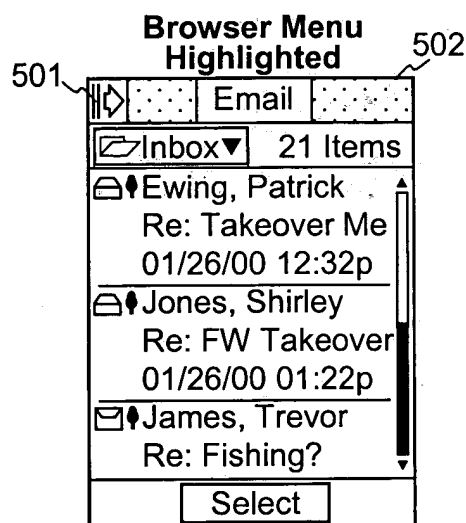 Browser Menu
Highlighted
501
502
Email
Inbox▼ 21 Items
Ewing, Patrick
Re: Takeover Me
01/26/00 12:32p
Jones, Shirley
Re: FW Takeover
01/26/00 01:22p
James, Trevor
Re: Fishing?
Select